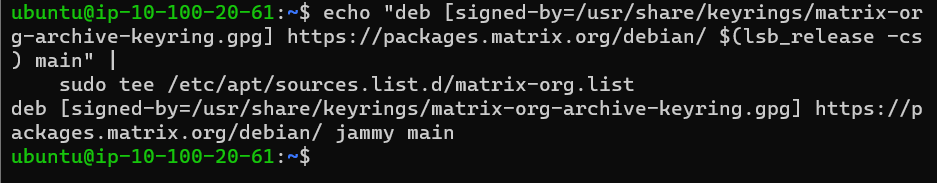 ubuntu@ip-10-100-20-61:~$ echo "deb [signed-by=/usr/share/keyrings/matrix-or
g-archive-keyring.gpg] https://packages.matrix.org/debian/ $(lsb_release -cs
) main" |
    sudo tee /etc/apt/sources.list.d/matrix-org.list
deb [signed-by=/usr/share/keyrings/matrix-org-archive-keyring.gpg] https://p
ackages.matrix.org/debian/ jammy main
ubuntu@ip-10-100-20-61:~$